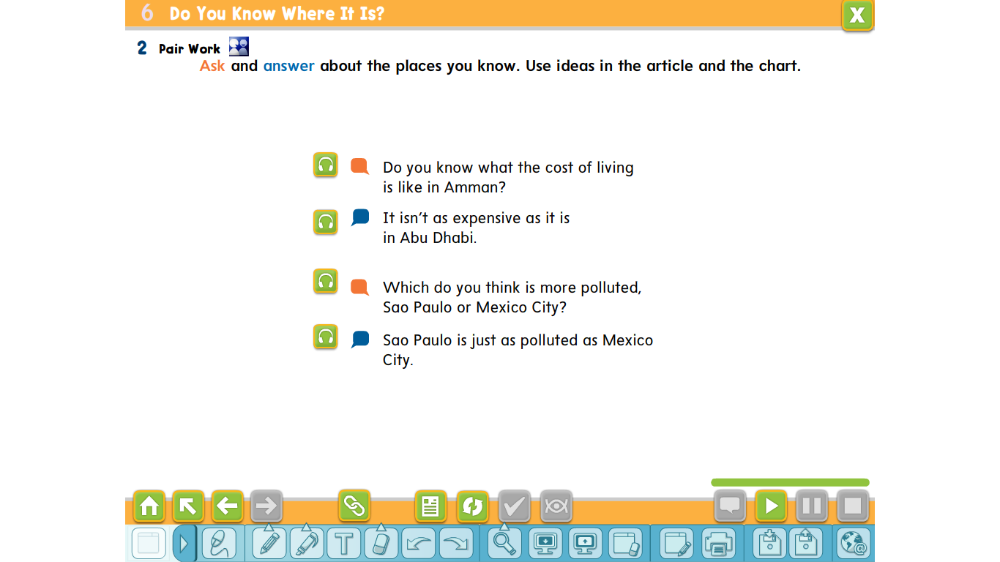 6 Do You Know Where It Is?
X
2 Pair Work
Ask and answer about the places you know. Use ideas in the article and the chart.
Do you know what the cost of living
is like in Amman?
It isn't as expensive as it is
in Abu Dhabi.
Which do you think is more polluted,
Sao Paulo or Mexico City?
Sao Paulo is just as polluted as Mexico
City.
T
@